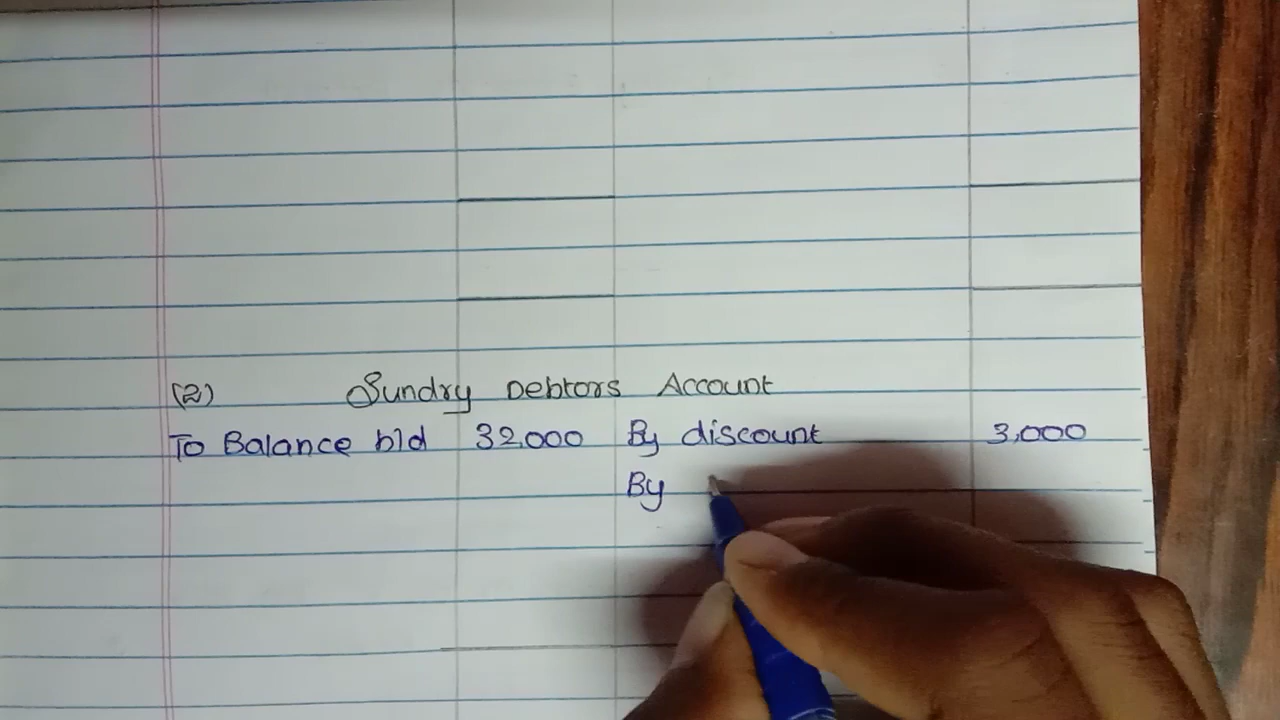 (2) Sundry Debtors Account
To Balance b/d 32,000 By discount 3,000
By